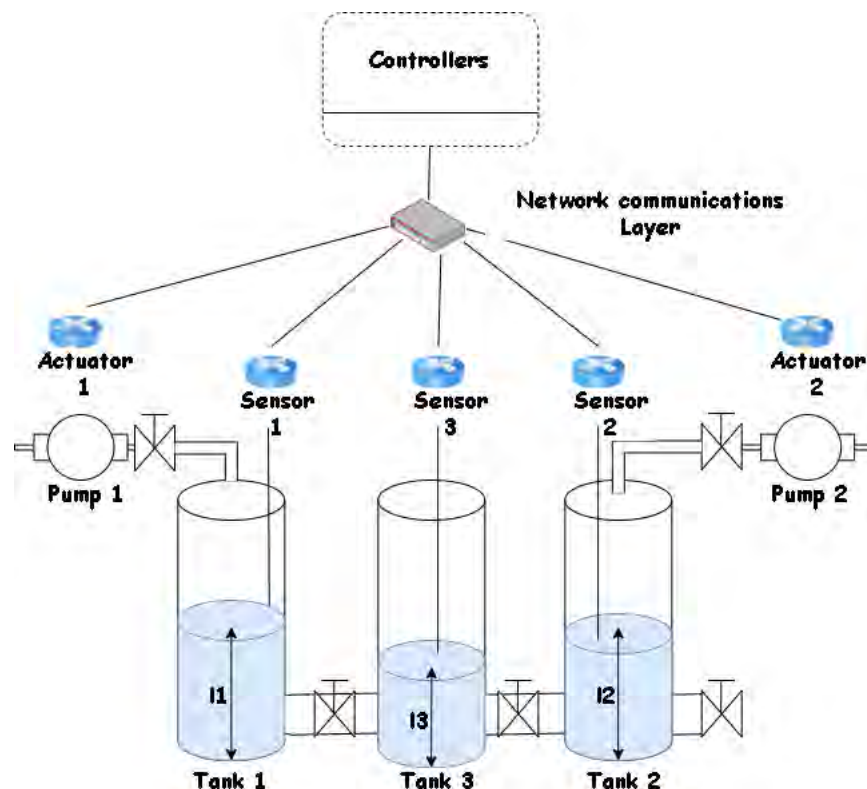 Controllers
Network communications
Layer
Actuator
1
Sensor
1
Sensor
3
Sensor
2
Actuator
2
Pump 1
Pump 2
l1
l3
l2
Tank 1
Tank 3
Tank 2